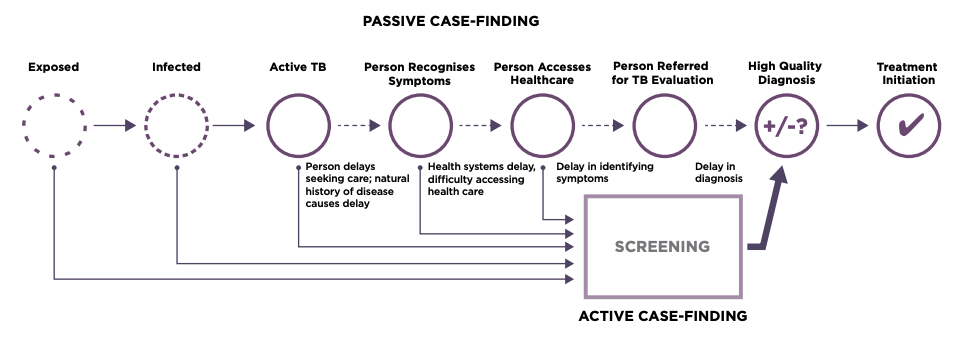 PASSIVE CASE-FINDING
Exposed
Infected
Active TB
Person Recognises
Symptoms
Person Accesses
Healthcare
Person Referred
for TB Evaluation
High Quality
Diagnosis
Treatment
Initiation
+/-?
Person delays
seeking care; natural
history of disease
causes delay
Health systems delay,
difficulty accessing
health care
Delay in identifying
symptoms
Delay in
diagnosis
SCREENING
ACTIVE CASE-FINDING